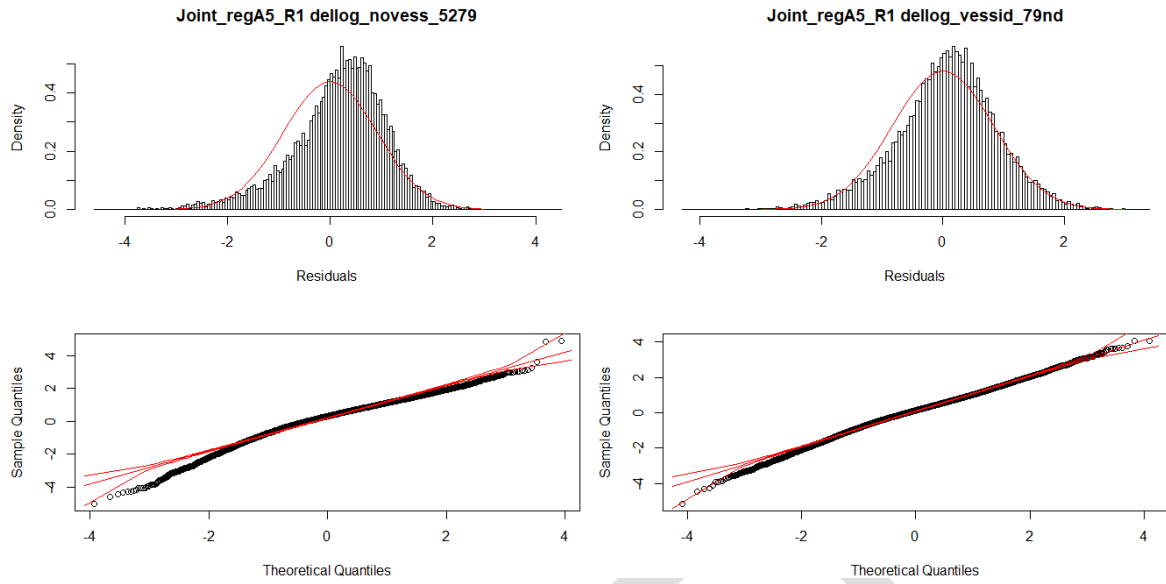 Joint_regA5_R1 dellog_novess_5279
Density
0.0 0.2 0.4
-4 -2 0 2 4
Residuals
Joint_regA5_R1 dellog_vessid_79nd
Density
0.0 0.2 0.4
-4 -2 0 2
Residuals
Sample Quantiles
-4 -2 0 2 4
-4 -2 0 2 4
Theoretical Quantiles
Sample Quantiles
-4 -2 0 2 4
-4 -2 0 2 4
Theoretical Quantiles